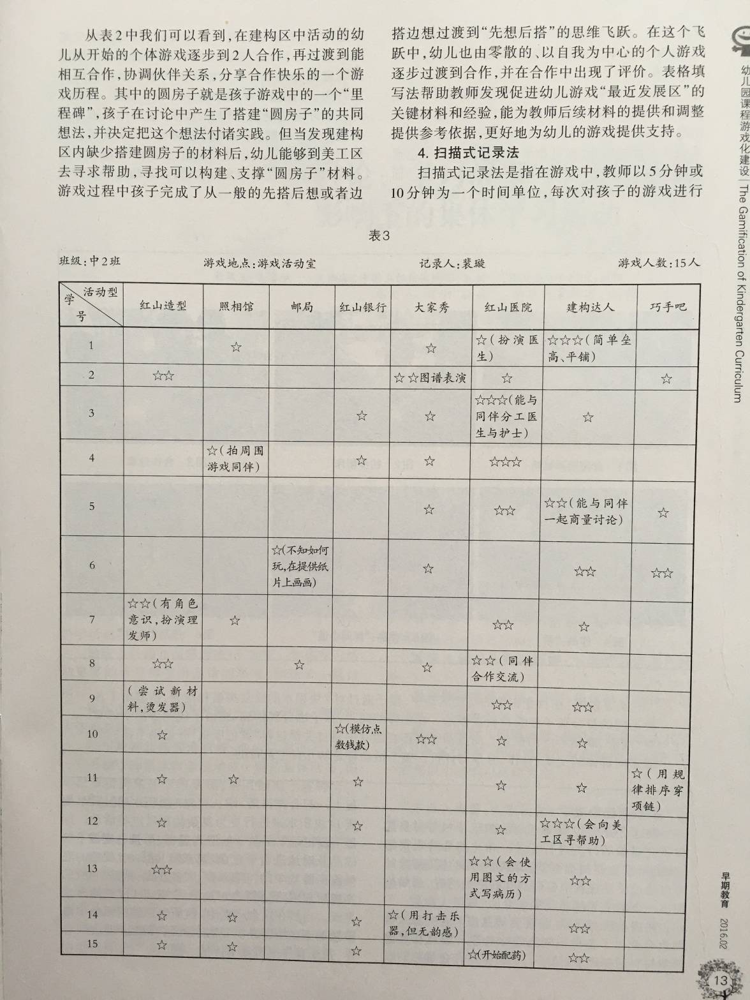 从表2中我们可以看到,在建构区中活动的幼
儿从开始的个体游戏逐步到2人合作,再过渡到能
相互合作,协调伙伴关系,分享合作快乐的一个游
戏历程。其中的圆房子就是孩子游戏中的一个“里
程碑”,孩子在讨论中产生了搭建“圆房子”的共同
想法,并决定把这个想法付诸实践。但当发现建构
区内缺少搭建圆房子的材料后,幼儿能够到美工区
去寻求帮助,寻找可以构建、支撑“圆房子”材料。
游戏过程中孩子完成了从一般的先搭后想或者边
搭边想过渡到“先想后搭”的思维飞跃。在这个飞
跃中,幼儿也由零散的、以自我为中心的个人游戏
逐步过渡到合作,并在合作中出现了评价。表格填
写法帮助教师发现促进幼儿游戏“最近发展区”的
关键材料和经验,能为教师后续材料的提供和调整
提供参考依据,更好地为幼儿的游戏提供支持。
4. 扫描式记录法
扫描式记录法是指在游戏中,教师以5分钟或
10分钟为一个时间单位,每次对孩子的游戏进行
表3
班级:中2班 游戏地点:游戏活动室 记录人:裴璇 游戏人数:15人
活动型
学号 红山造型 照相馆 邮局 红山银行 大家秀 红山医院 建构达人 巧手吧
1 ☆ ☆ ☆(扮演医生) ☆☆☆(简单垒高、平铺)
2 ☆☆ ☆☆图谱表演 ☆ ☆
3 ☆ ☆ ☆☆☆(能与同伴分工医生与护士) ☆
4 ☆(拍周围游戏同伴) ☆ ☆ ☆☆☆
5 ☆ ☆☆ ☆☆(能与同伴一起商量讨论) ☆
6 ☆(不知如何玩,在提供纸片上画画) ☆ ☆☆ ☆☆
7 ☆☆(有角色意识,扮演理发师) ☆ ☆☆ ☆
8 ☆☆ ☆ ☆ ☆☆(同伴合作交流)
9 (尝试新材料,烫发器) ☆☆ ☆☆
10 ☆ ☆(模仿点数钱款) ☆☆ ☆ ☆
11 ☆ ☆ ☆ ☆ ☆ ☆(用规律排序穿项链)
12 ☆ ☆ ☆ ☆☆☆(会向美工区寻帮助)
13 ☆☆ ☆☆(会使用图文的方式写病历) ☆☆
14 ☆ ☆ ☆ ☆(用打击乐器,但无韵感) ☆☆
15 ☆ ☆ ☆ ☆(开始配药) ☆☆
幼儿园课程游戏化建设 | The Gamification of Kindergarten Curriculum
早期教育 2016.02
13